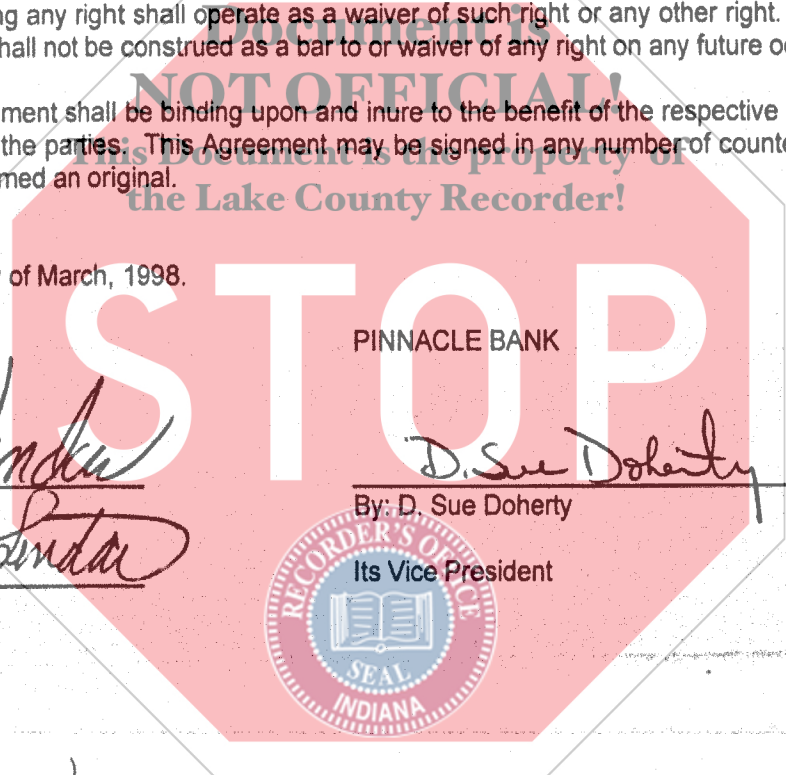 ng any right shall operate as a waiver of such right or any other right.
hall not be construed as a bar to or waiver of any right on any future oc
Document is
NOT OFFICIAL!
ment shall be binding upon and inure to the benefit of the respective
the parties. This Agreement may be signed in any number of counte
This Document is the property of
med an original.
the Lake County Recorder!
of March, 1998.
STOP
PINNACLE BANK
D. Sue Doherty
By: D. Sue Doherty
Its Vice President
RECORDER'S OFFICE
SEAL
INDIANA